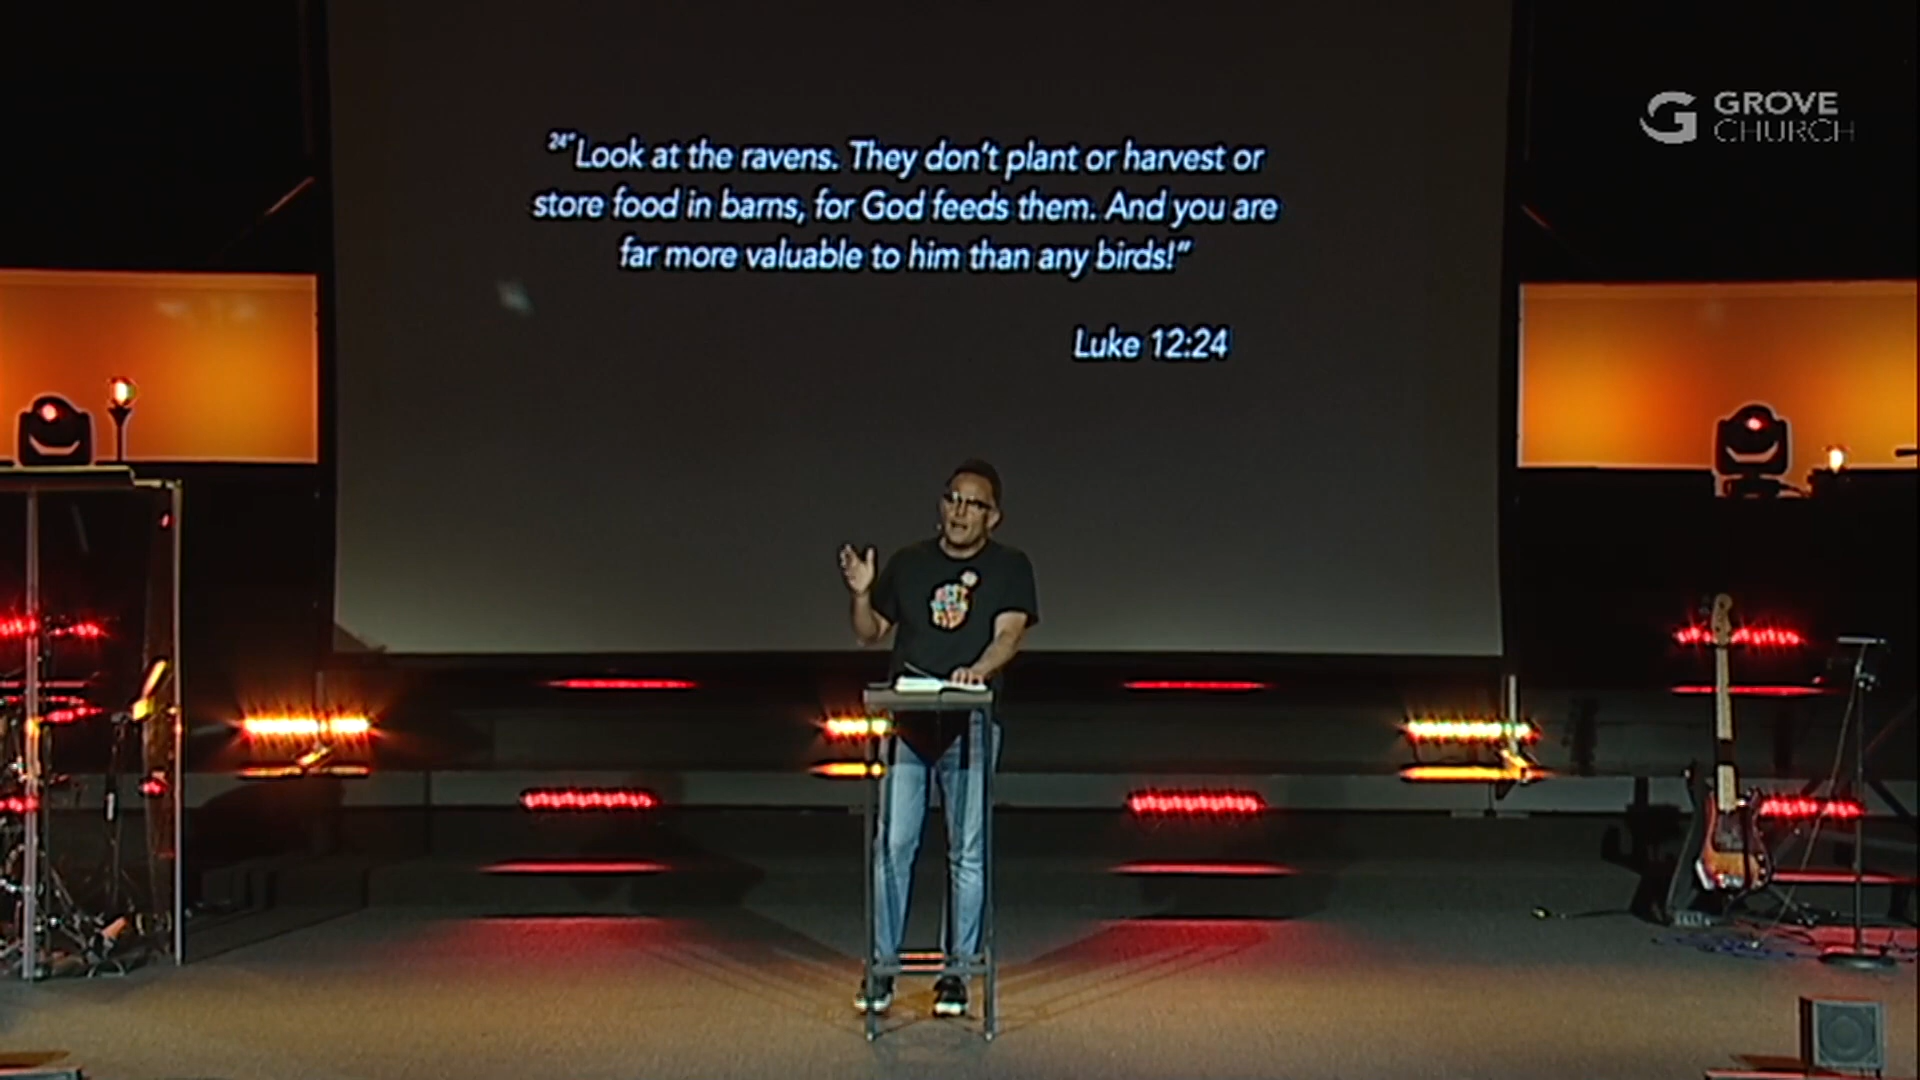 GROVE
CHURCH
24“Look at the ravens. They don’t plant or harvest or
store food in barns, for God feeds them. And you are
far more valuable to him than any birds!”
Luke 12:24